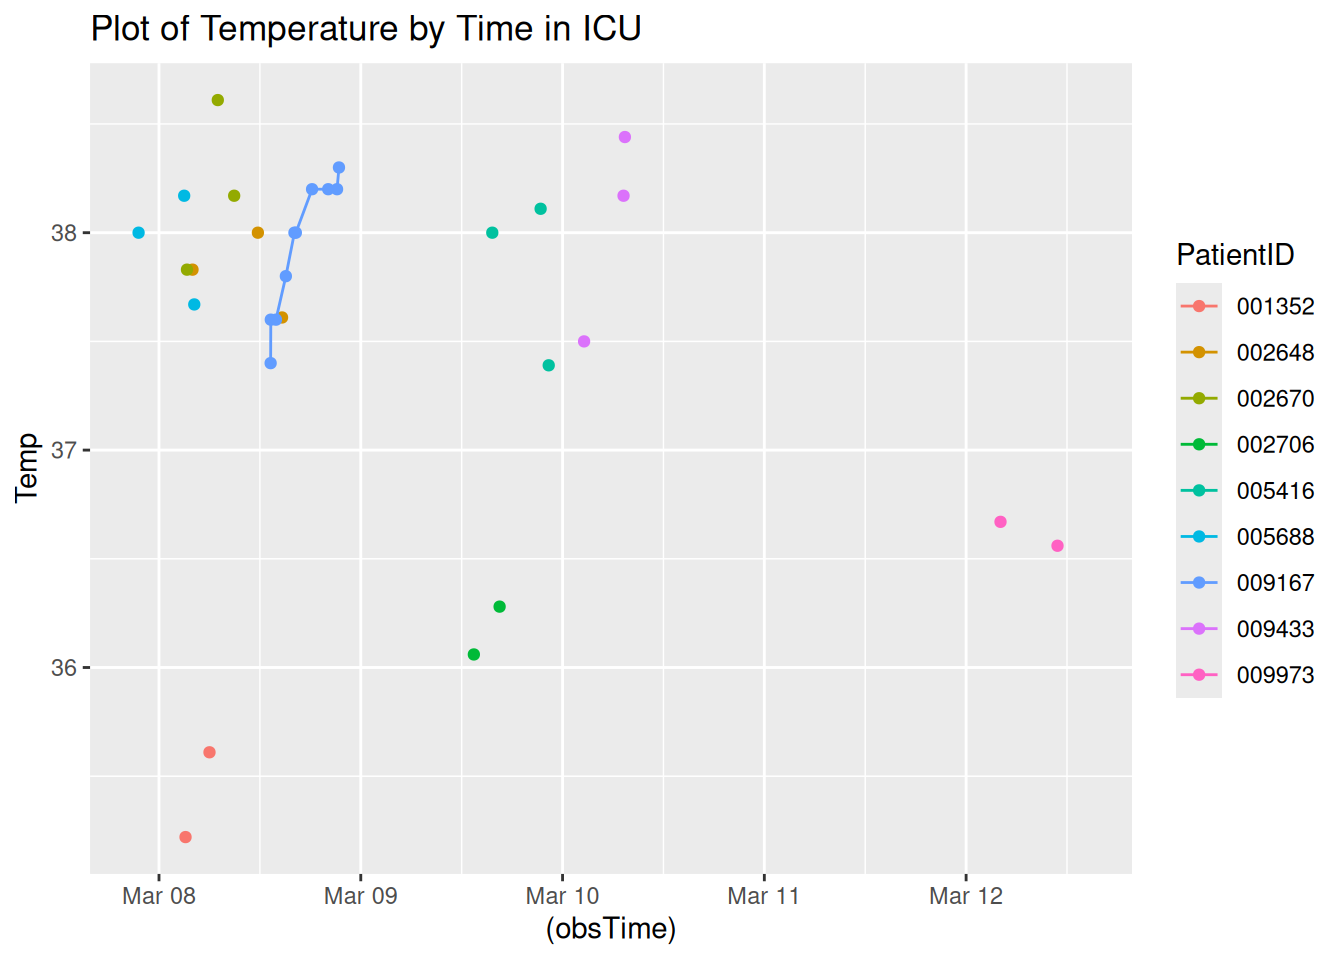 Plot of Temperature by Time in ICU
38
37
36
Temp
Mar 08
Mar 09
Mar 10
Mar 11
Mar 12
(obsTime)
PatientID
001352
002648
002670
002706
005416
005688
009167
009433
009973